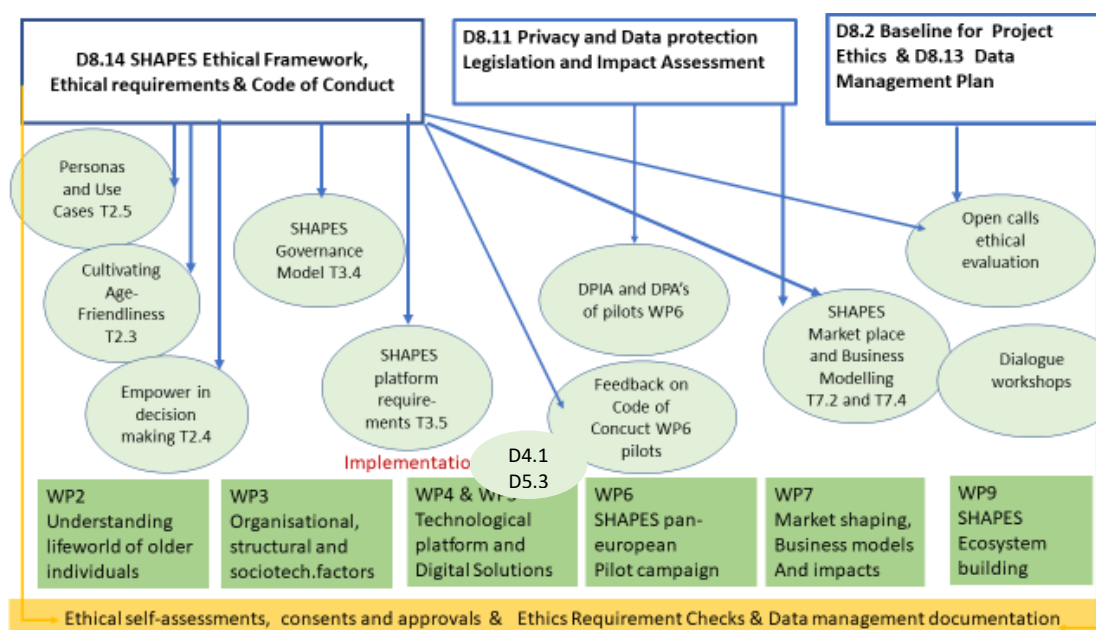 D8.14 SHAPES Ethical Framework,
Ethical requirements & Code of Conduct
D8.11 Privacy and Data protection
Legislation and Impact Assessment
D8.2 Baseline for Project
Ethics & D8.13 Data
Management Plan
Personas
and Use
Cases T2.5
Cultivating
Age-
Friendliness
T2.3
Empower in
decision
making T2.4
SHAPES
Governance
Model T3.4
SHAPES
platform
require-
ments T3.5
DPIA and DPA's
of pilots WP6
Feedback on
Code of
Concuct WP6
pilots
SHAPES
Market place
and Business
Modelling
T7.2 and T7.4
Open calls
ethical
evaluation
Dialogue
workshops
Implementatio
D4.1
D5.3
WP2
Understanding
lifeworld of older
individuals
WP3
Organisational,
structural and
sociotech.factors
WP4 & WP5
Technological
platform and
Digital Solutions
WP6
SHAPES pan-
european
Pilot campaign
WP7
Market shaping,
Business models
And impacts
WP9
SHAPES
Ecosystem
building
Ethical self-assessments, consents and approvals & Ethics Requirement Checks & Data management documentation